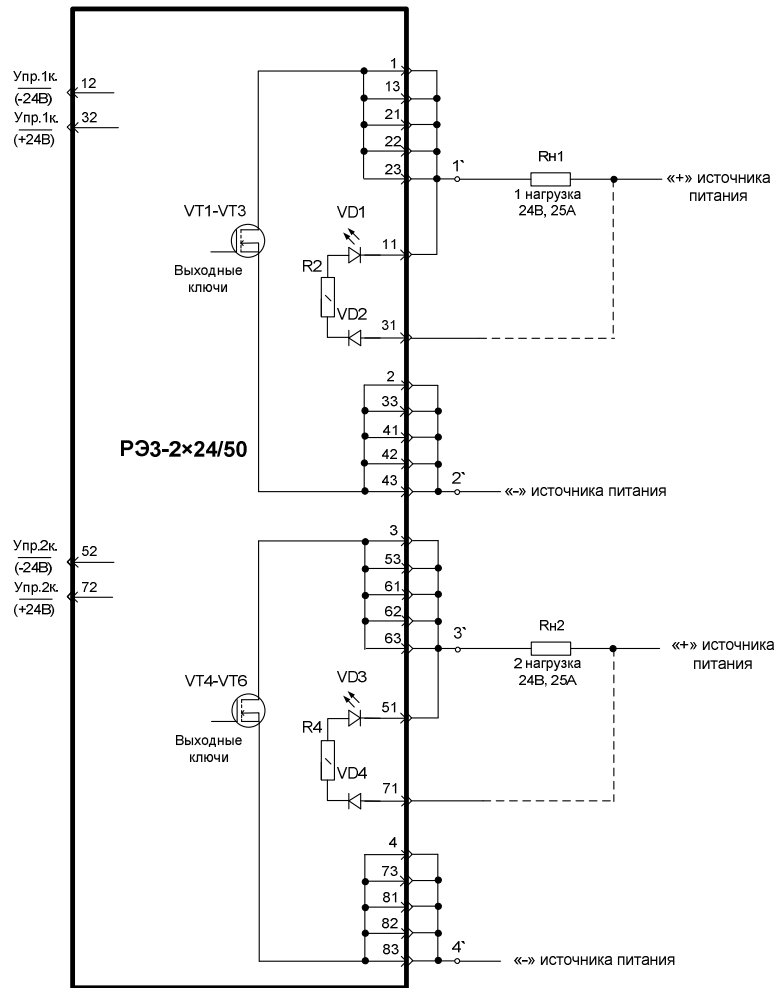 Упр.1к.
(-24В)
12
Упр.1к.
(+24В)
32
1
13
21
22
23
1`
Rн1
1 нагрузка
24В, 25А
«+» источника
питания
VT1-VT3
Выходные
ключи
VD1
11
R2
VD2
31
2
33
41
42
43
2`
«-» источника питания
РЭЗ-2×24/50
Упр.2к.
(-24В)
52
Упр.2к.
(+24В)
72
3
53
61
62
63
3`
Rн2
2 нагрузка
24В, 25А
«+» источника
питания
VT4-VT6
Выходные
ключи
VD3
51
R4
VD4
71
4
73
81
82
83
4`
«-» источника питания